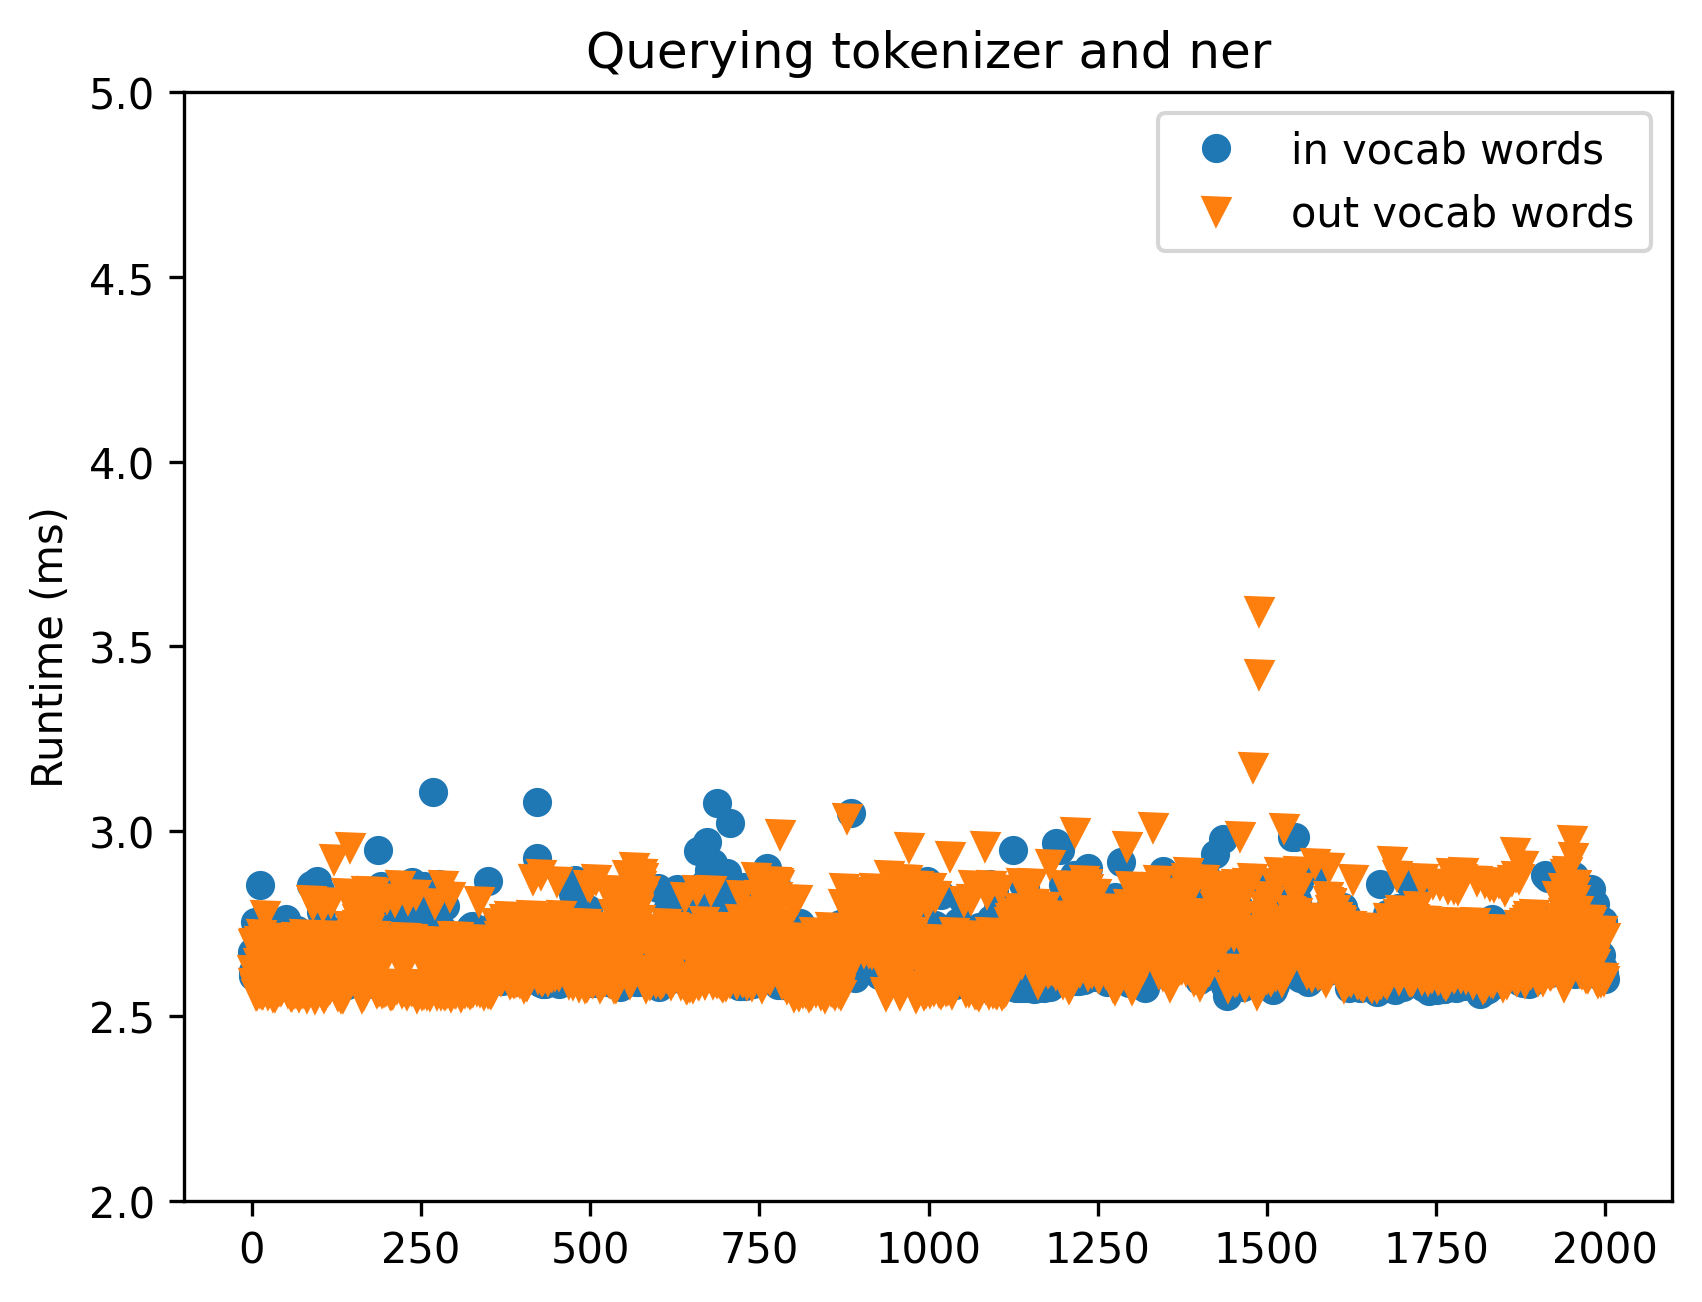 Querying tokenizer and ner
in vocab words
out vocab words
Runtime (ms)
5.0
4.5
4.0
3.5
3.0
2.5
2.0
0 250 500 750 1000 1250 1500 1750 2000